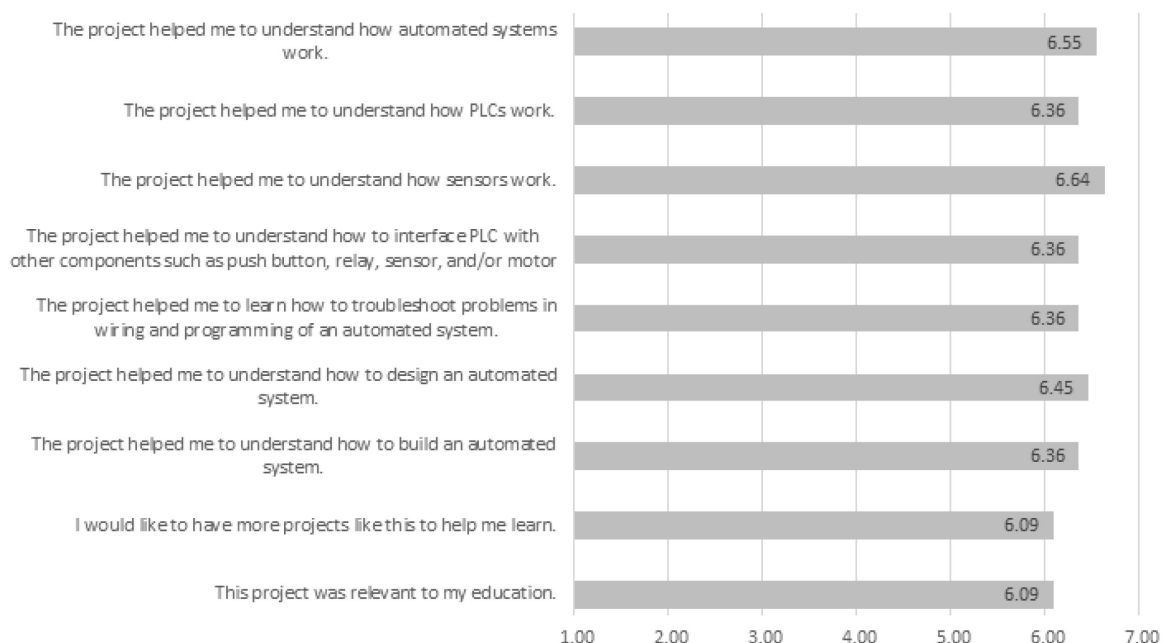 The project helped me to understand how automated systems
work.
6.55
The project helped me to understand how PLCs work.
6.36
The project helped me to understand how sensors work.
6.64
The project helped me to understand how to interface PLC with
other components such as push button, relay, sensor, and/or motor
6.36
The project helped me to learn how to troubleshoot problems in
wiring and programming of an automated system.
6.36
The project helped me to understand how to design an automated
system.
6.45
The project helped me to understand how to build an automated
system.
6.36
I would like to have more projects like this to help me learn.
6.09
This project was relevant to my education.
6.09
1.00 2.00 3.00 4.00 5.00 6.00 7.00